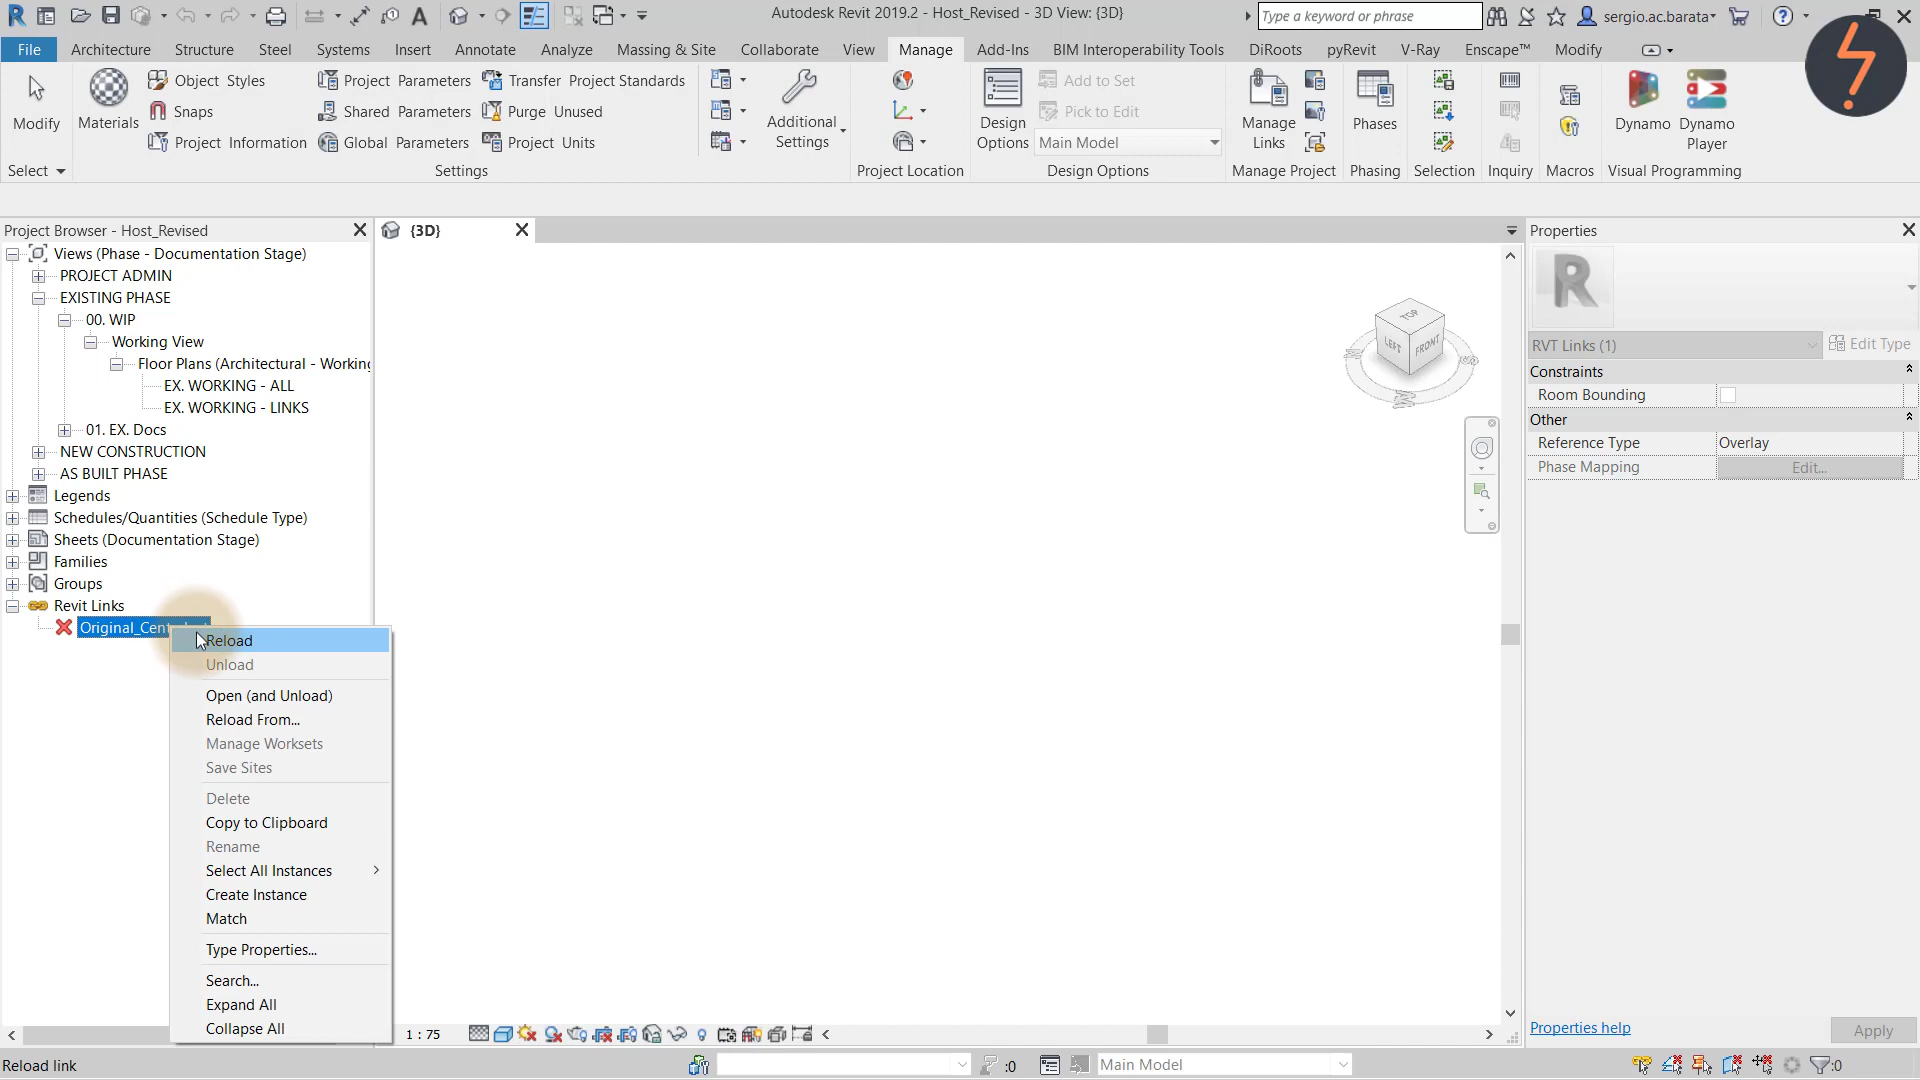 Autodesk Revit 2019.2 - Host_Revised - 3D View: {3D}
Type a keyword or phrase
sergio.ac.barata
File Architecture Structure Steel Systems Insert Annotate Analyze Massing & Site Collaborate View Manage Add-Ins BIM Interoperability Tools DiRoots pyRevit V-Ray Enscape™ Modify
Modify
Materials
Object Styles
Snaps
Project Information
Project Parameters
Shared Parameters
Global Parameters
Transfer Project Standards
Purge Unused
Project Units
Additional
Settings
Design
Options
Add to Set
Pick to Edit
Main Model
Manage
Links
Phases
Dynamo
Dynamo
Player
Select
Settings
Project Location
Design Options
Manage Project
Phasing
Selection
Inquiry
Macros
Visual Programming
Project Browser - Host_Revised
Views (Phase - Documentation Stage)
PROJECT ADMIN
EXISTING PHASE
00. WIP
Working View
Floor Plans (Architectural - Working
EX. WORKING - ALL
EX. WORKING - LINKS
01. EX. Docs
NEW CONSTRUCTION
AS BUILT PHASE
Legends
Schedules/Quantities (Schedule Type)
Sheets (Documentation Stage)
Families
Groups
Revit Links
Reload
Unload
Open (and Unload)
Reload From...
Manage Worksets
Save Sites
Delete
Copy to Clipboard
Rename
Select All Instances
Create Instance
Match
Type Properties...
Search...
Expand All
Collapse All
{3D}
TOP
LEFT
FRONT
W
1 : 75
Properties
R
RVT Links (1)
Edit Type
Constraints
Room Bounding
Other
Reference Type
Overlay
Phase Mapping
Edit...
Properties help
Apply
Reload link
:0
Main Model
:0